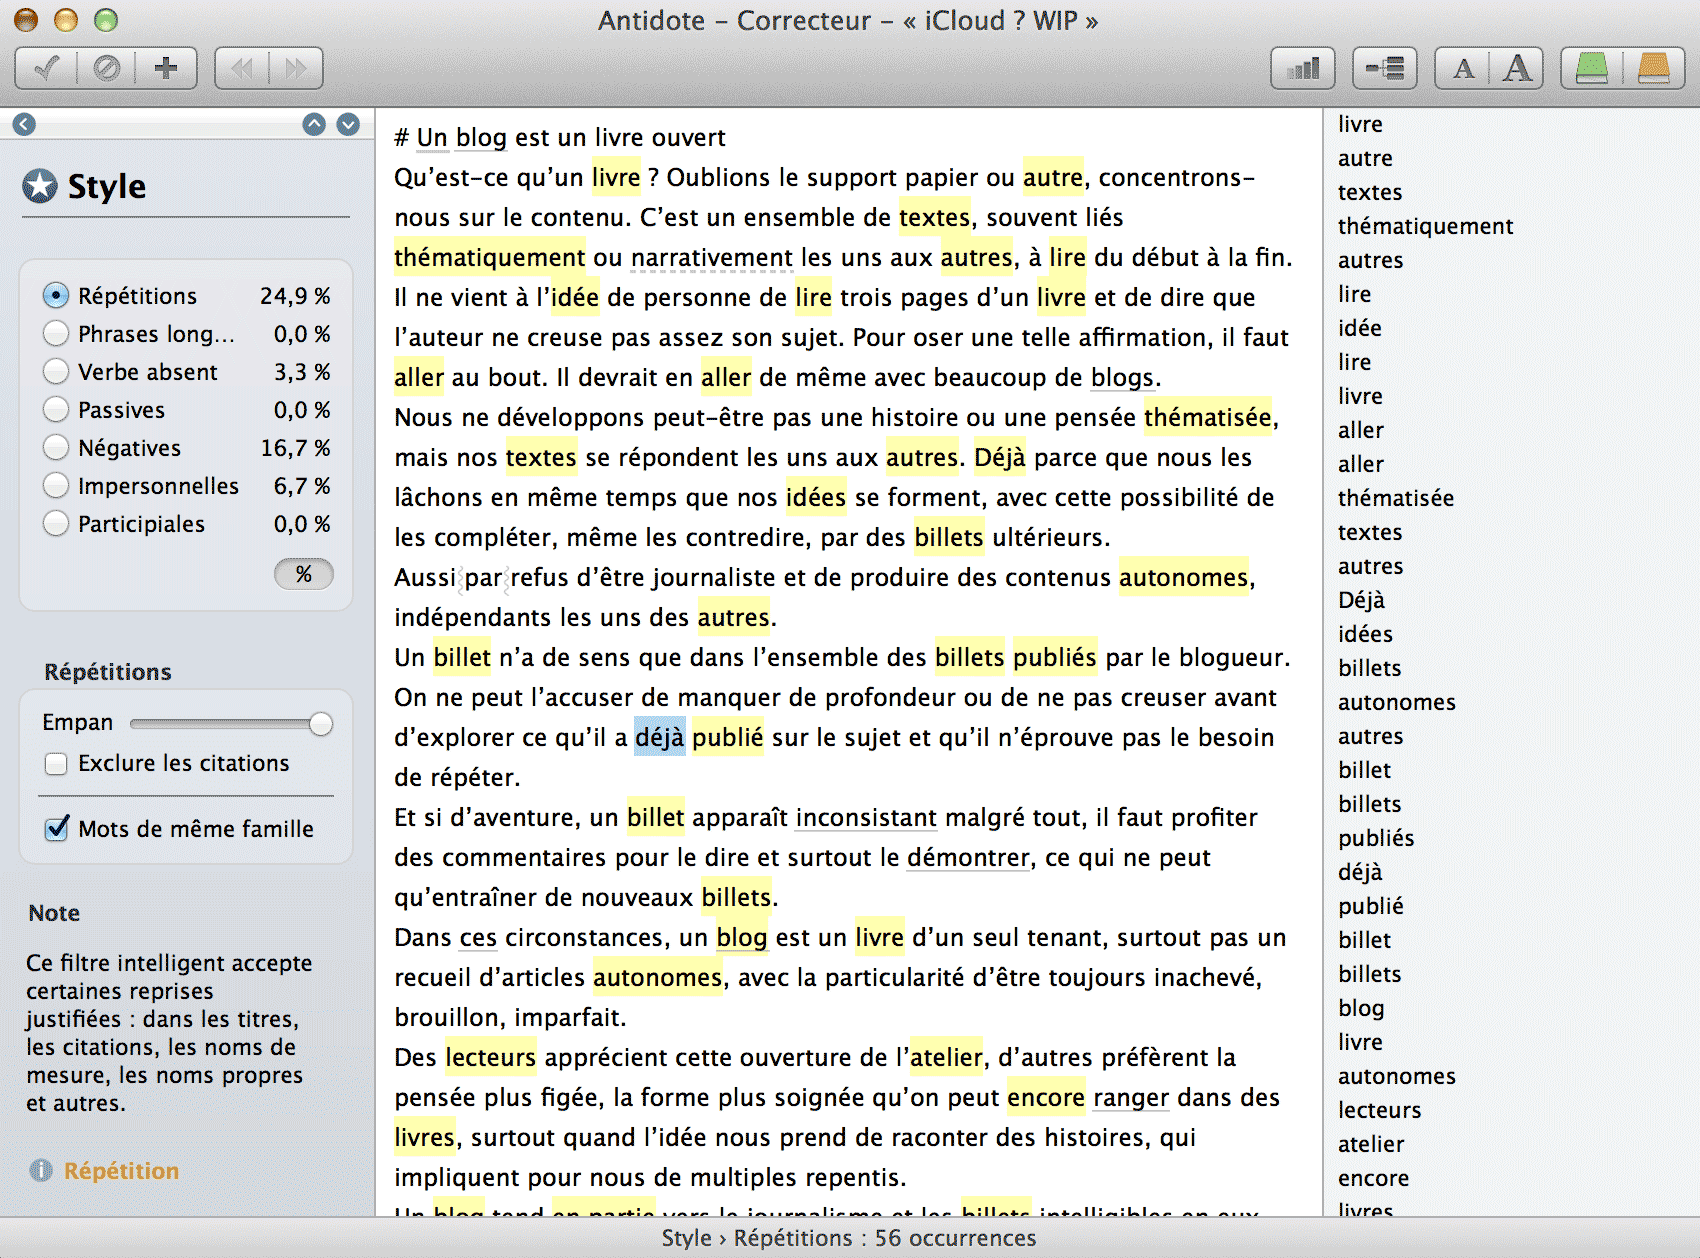 Antidote – Correcteur – « iCloud ? WIP »
A A
Style
Répétitions 24,9 %
Phrases long... 0,0 %
Verbe absent 3,3 %
Passives 0,0 %
Négatives 16,7 %
Impersonnelles 6,7 %
Participiales 0,0 %
%
Répétitions
Empan
Exclure les citations
Mots de même famille
Note
Ce filtre intelligent accepte
certaines reprises
justifiées : dans les titres,
les citations, les noms de
mesure, les noms propres
et autres.
Répétition
# Un blog est un livre ouvert
Qu’est-ce qu’un livre ? Oublions le support papier ou autre, concentrons-
nous sur le contenu. C’est un ensemble de textes, souvent liés
thématiquement ou narrativement les uns aux autres, à lire du début à la fin.
Il ne vient à l’idée de personne de lire trois pages d’un livre et de dire que
l’auteur ne creuse pas assez son sujet. Pour oser une telle affirmation, il faut
aller au bout. Il devrait en aller de même avec beaucoup de blogs.
Nous ne développons peut-être pas une histoire ou une pensée thématisée,
mais nos textes se répondent les uns aux autres. Déjà parce que nous les
lâchons en même temps que nos idées se forment, avec cette possibilité de
les compléter, même les contredire, par des billets ultérieurs.
Aussi par refus d’être journaliste et de produire des contenus autonomes,
indépendants les uns des autres.
Un billet n’a de sens que dans l’ensemble des billets publiés par le blogueur.
On ne peut l’accuser de manquer de profondeur ou de ne pas creuser avant
d’explorer ce qu’il a déjà publié sur le sujet et qu’il n’éprouve pas le besoin
de répéter.
Et si d’aventure, un billet apparaît inconsistant malgré tout, il faut profiter
des commentaires pour le dire et surtout le démontrer, ce qui ne peut
qu’entraîner de nouveaux billets.
Dans ces circonstances, un blog est un livre d’un seul tenant, surtout pas un
recueil d’articles autonomes, avec la particularité d’être toujours inachevé,
brouillon, imparfait.
Des lecteurs apprécient cette ouverture de l’atelier, d’autres préfèrent la
pensée plus figée, la forme plus soignée qu’on peut encore ranger dans des
livres, surtout quand l’idée nous prend de raconter des histoires, qui
impliquent pour nous de multiples repentis.
Un blog tend en partie vers le journalisme et les billets intelligibles en eux
livre
autre
textes
thématiquement
autres
lire
idée
lire
livre
aller
aller
thématisée
textes
autres
Déjà
idées
billets
autonomes
autres
billet
billets
publiés
déjà
publié
billet
billets
blog
livre
autonomes
lecteurs
atelier
encore
livres
Style › Répétitions : 56 occurrences